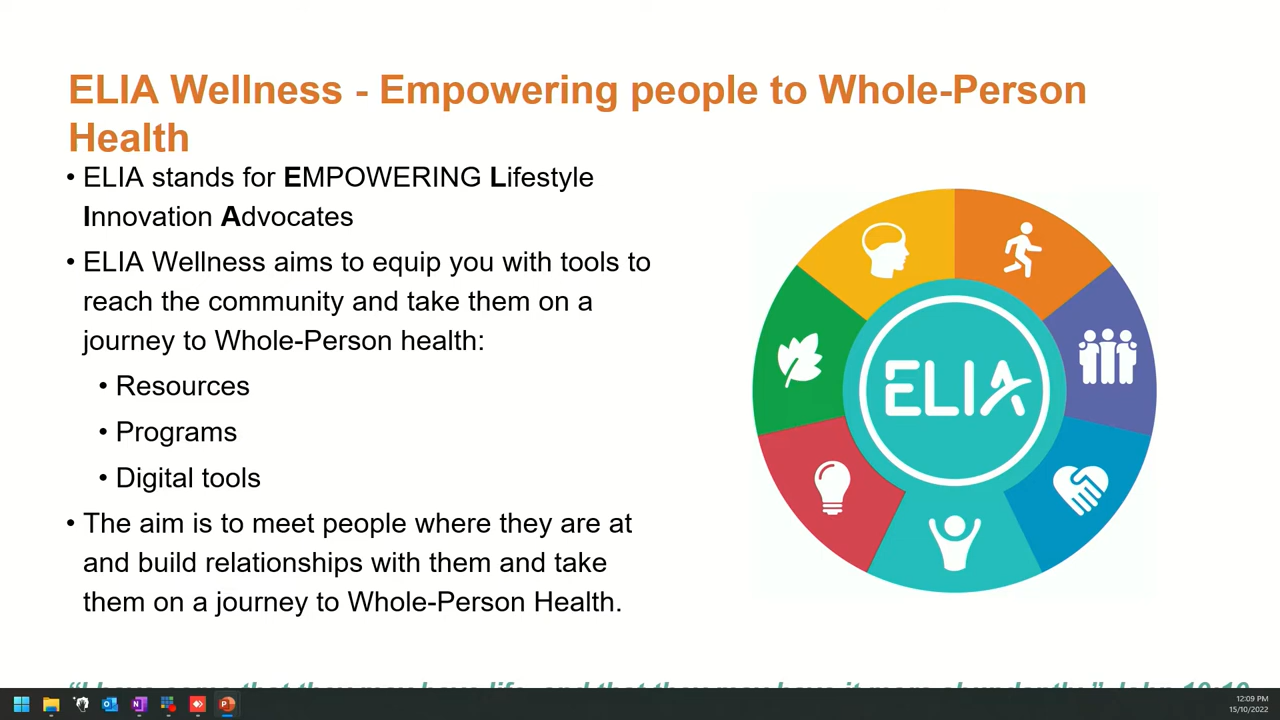 ELIA Wellness - Empowering people to Whole-Person
Health
• ELIA stands for EMPOWERING Lifestyle
Innovation Advocates
• ELIA Wellness aims to equip you with tools to
reach the community and take them on a
journey to Whole-Person health:
• Resources
• Programs
• Digital tools
• The aim is to meet people where they are at
and build relationships with them and take
them on a journey to Whole-Person Health.
ELIA
12:09 PM
15/10/2022